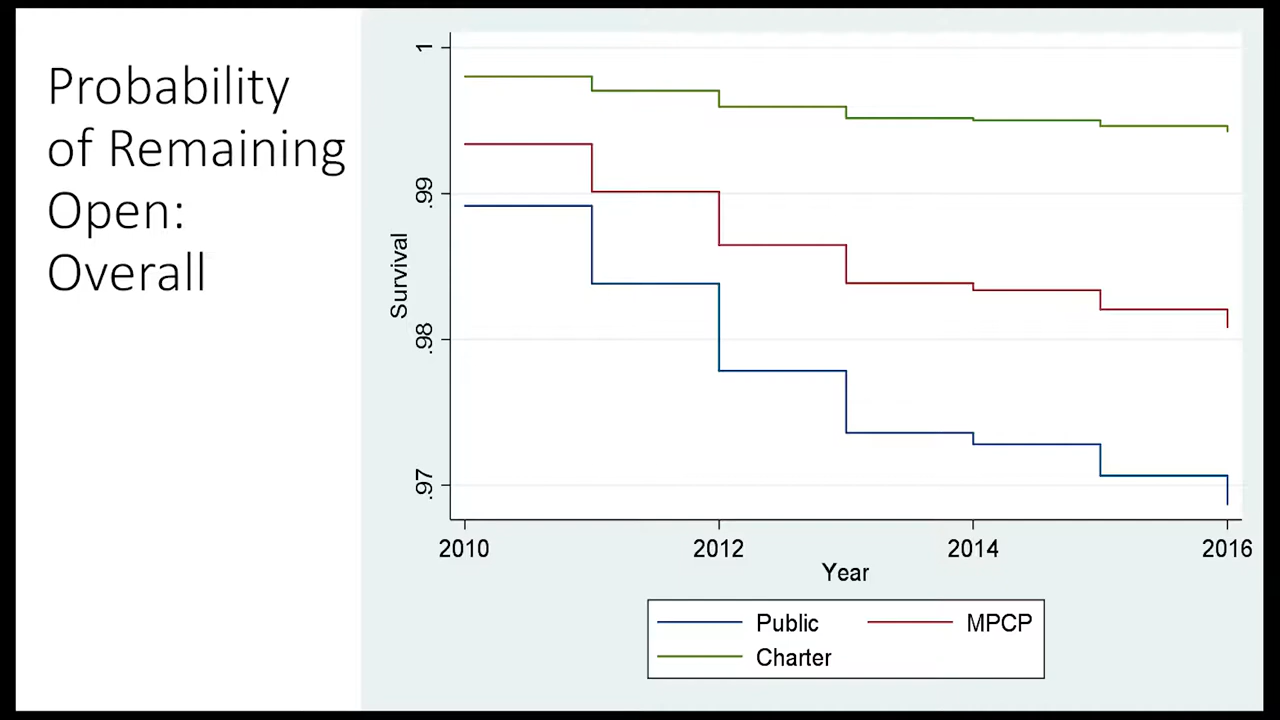 Probability
of Remaining
Open:
Overall
1
.99
.98
.97
Survival
2010 2012 2014 2016
Year
Public MPCP
Charter